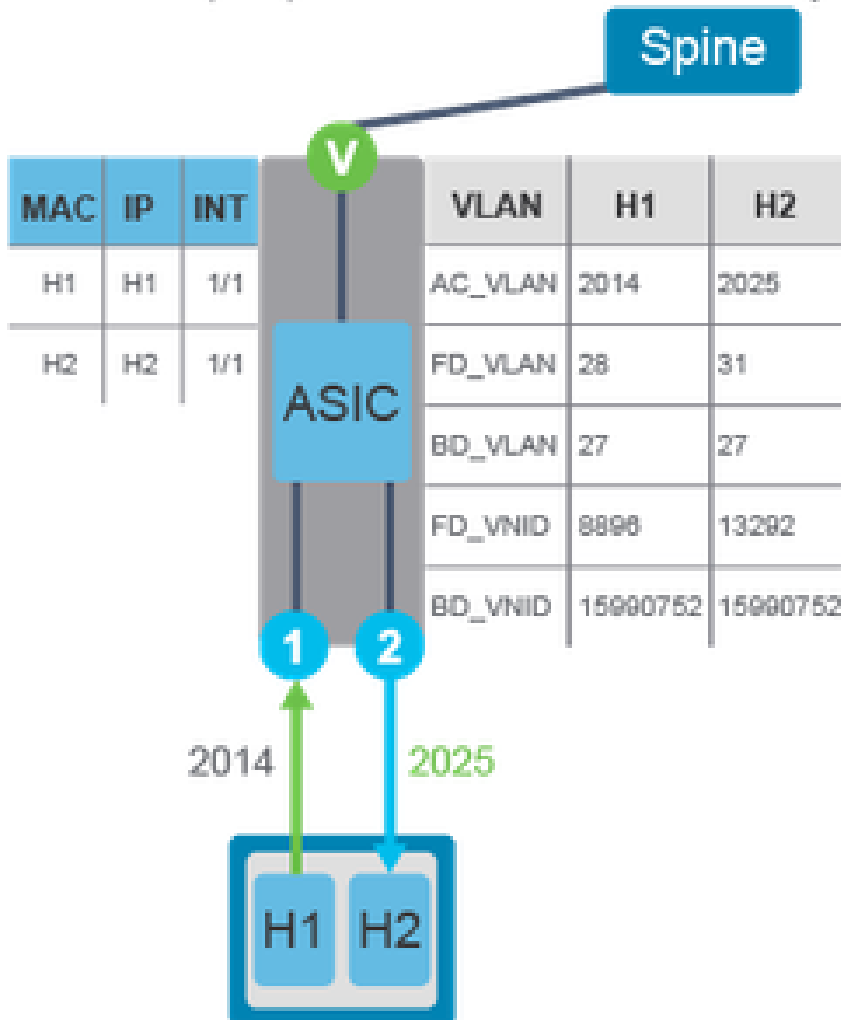 Spine
V
MAC IP INT
H1 H1 1/1
H2 H2 1/1
VLAN H1 H2
AC_VLAN 2014 2025
FD_VLAN 28 31
BD_VLAN 27 27
FD_VNID 8896 13292
BD_VNID 15990752 15990752
ASIC
1 2
2014 2025
H1 H2